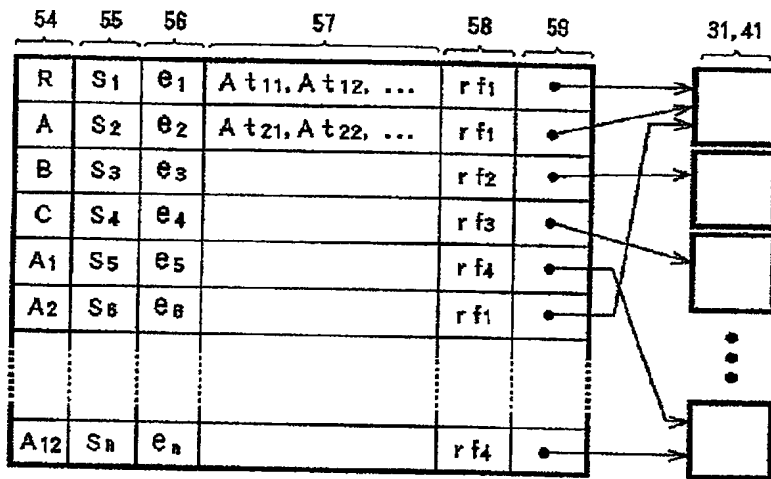 54 55 56 57 58 59 31,41
R S1 e1 At11, At12, ... rf1
A S2 e2 At21, At22, ... rf1
B S3 e3 rf2
C S4 e4 rf3
A1 S5 e5 rf4
A2 S6 e6 rf1
A12 Sn en rf4